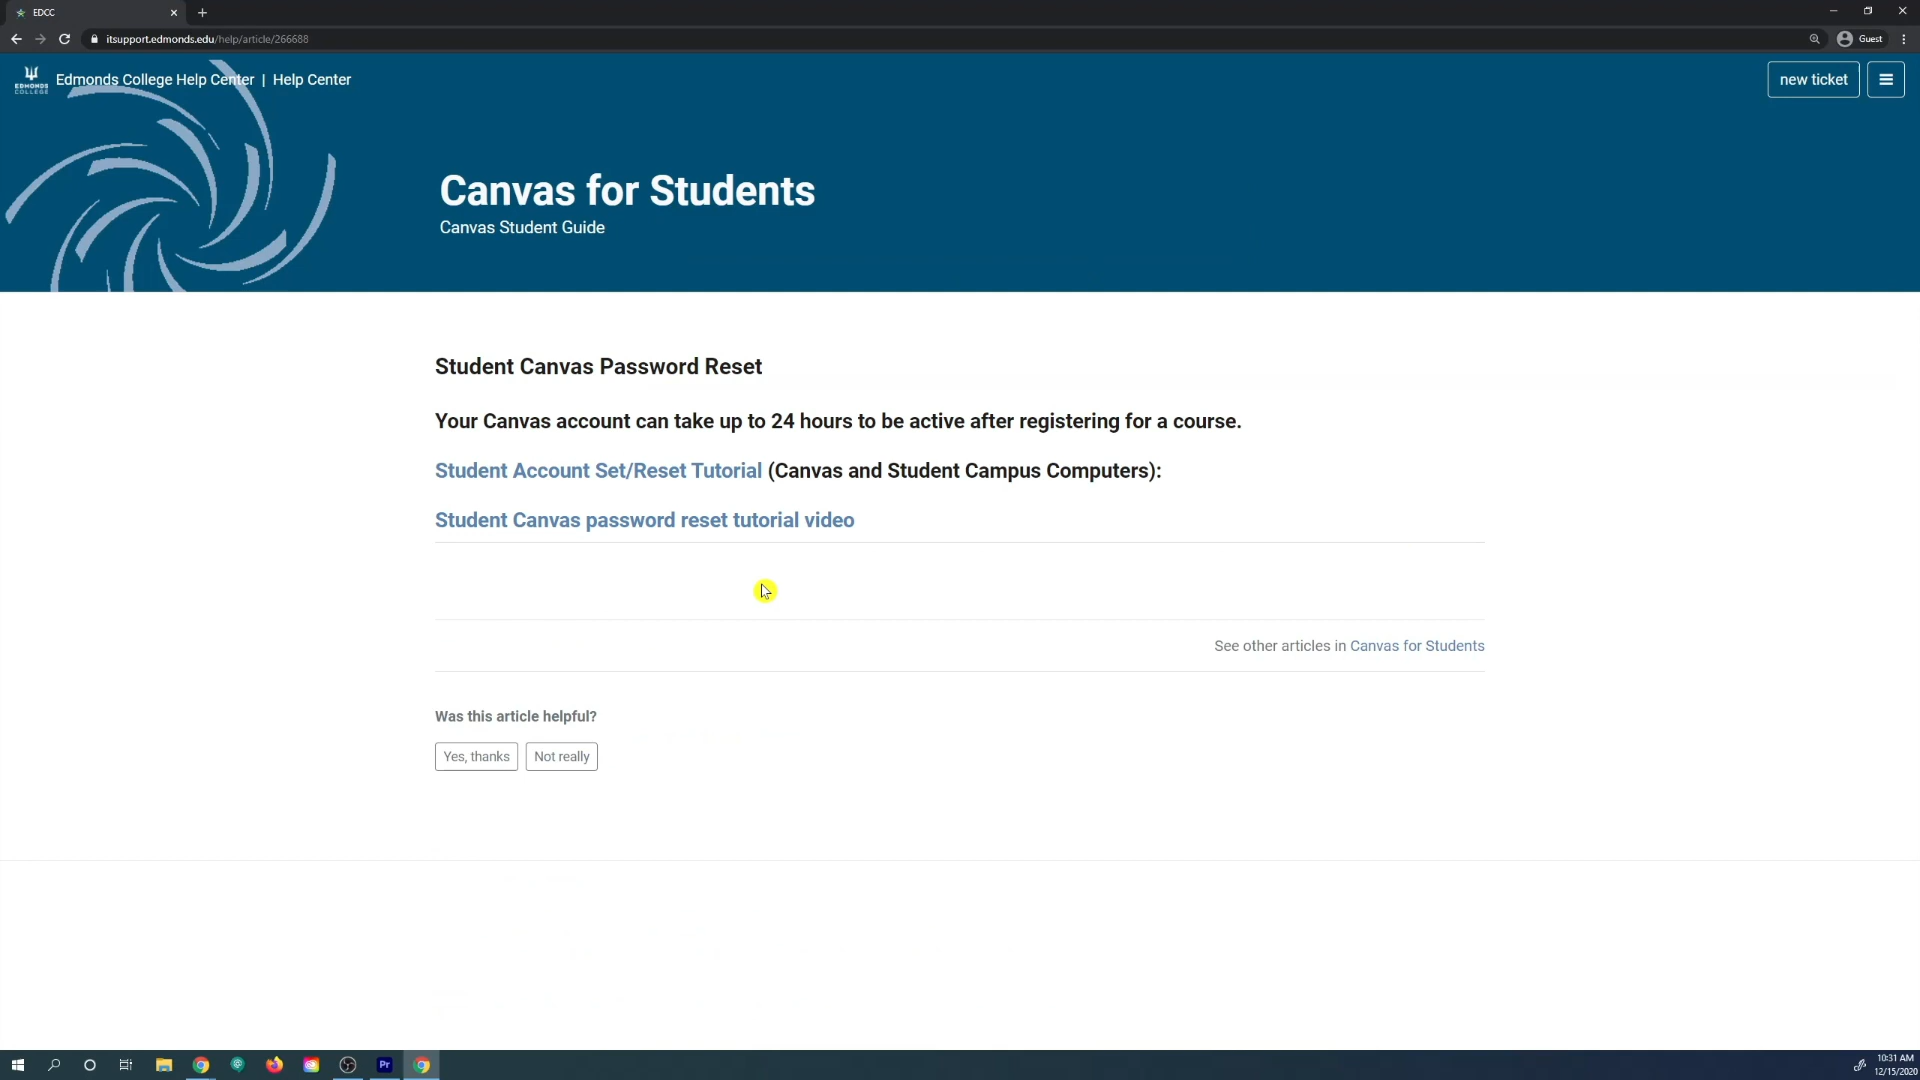 EDCC
itsupport.edmonds.edu/help/article/266688
Guest
EDMONDS
COLLEGE
Edmonds College Help Center | Help Center
new ticket
Canvas for Students
Canvas Student Guide
Student Canvas Password Reset
Your Canvas account can take up to 24 hours to be active after registering for a course.
Student Account Set/Reset Tutorial (Canvas and Student Campus Computers):
Student Canvas password reset tutorial video
See other articles in Canvas for Students
Was this article helpful?
Yes, thanks
Not really
Pr
10:31 AM
12/15/2020